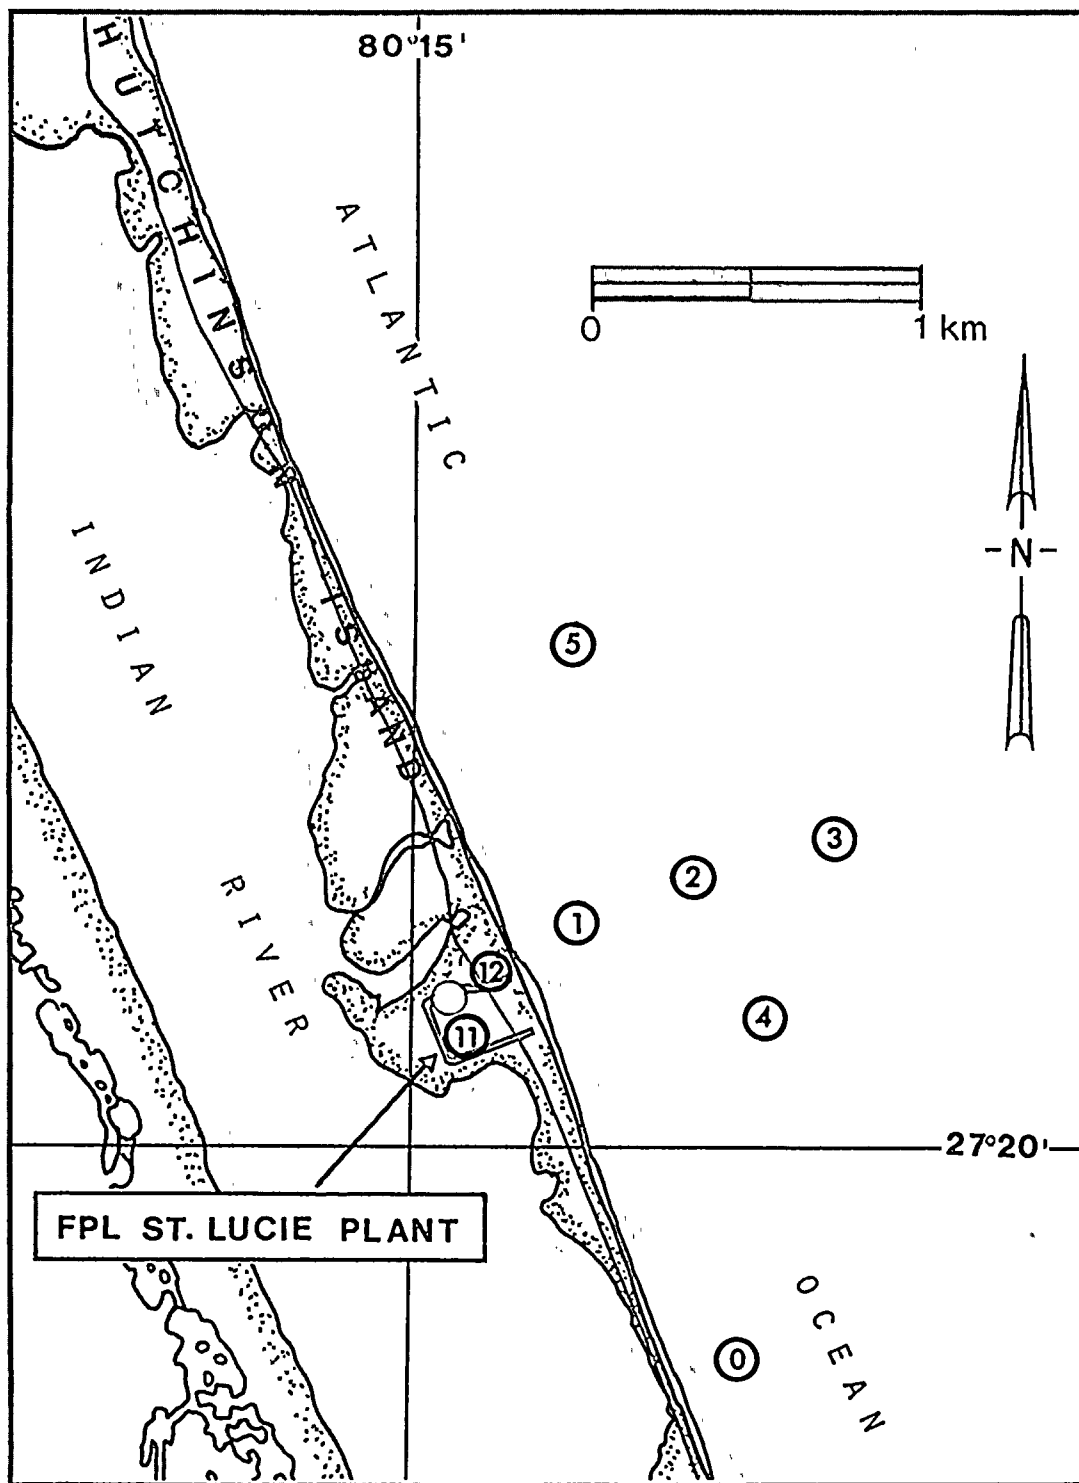 80°15'
HUTCHINS
ISLAND
ATLANTIC
0 1 km
-N-
INDIAN
RIVER
5
3
2
1
12
4
11
27°20'
FPL ST. LUCIE PLANT
0
OCEAN